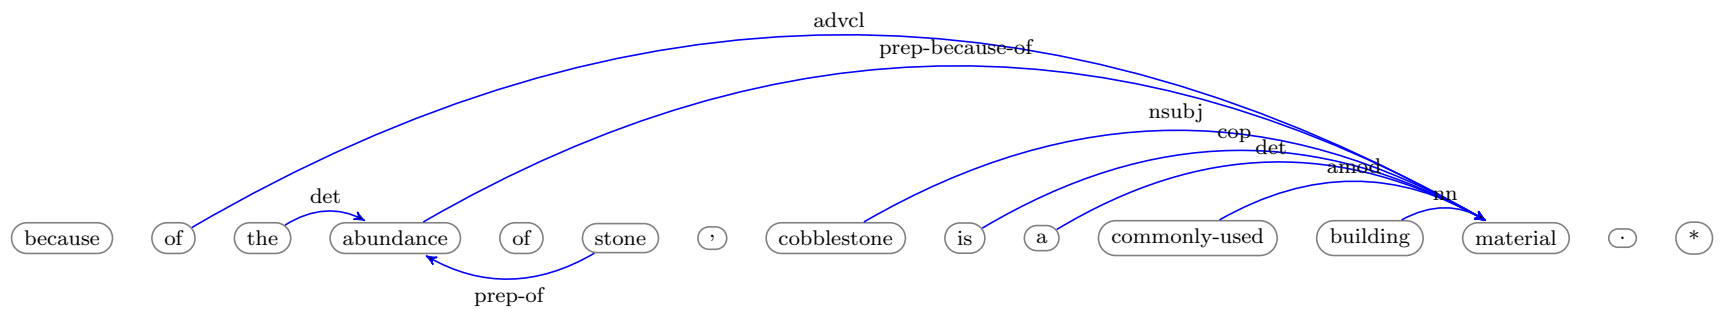 advcl
prep-because-of
nsubj
cop
det
amod
nn
det
because of the abundance of stone , cobblestone is a commonly-used building material . *
prep-of